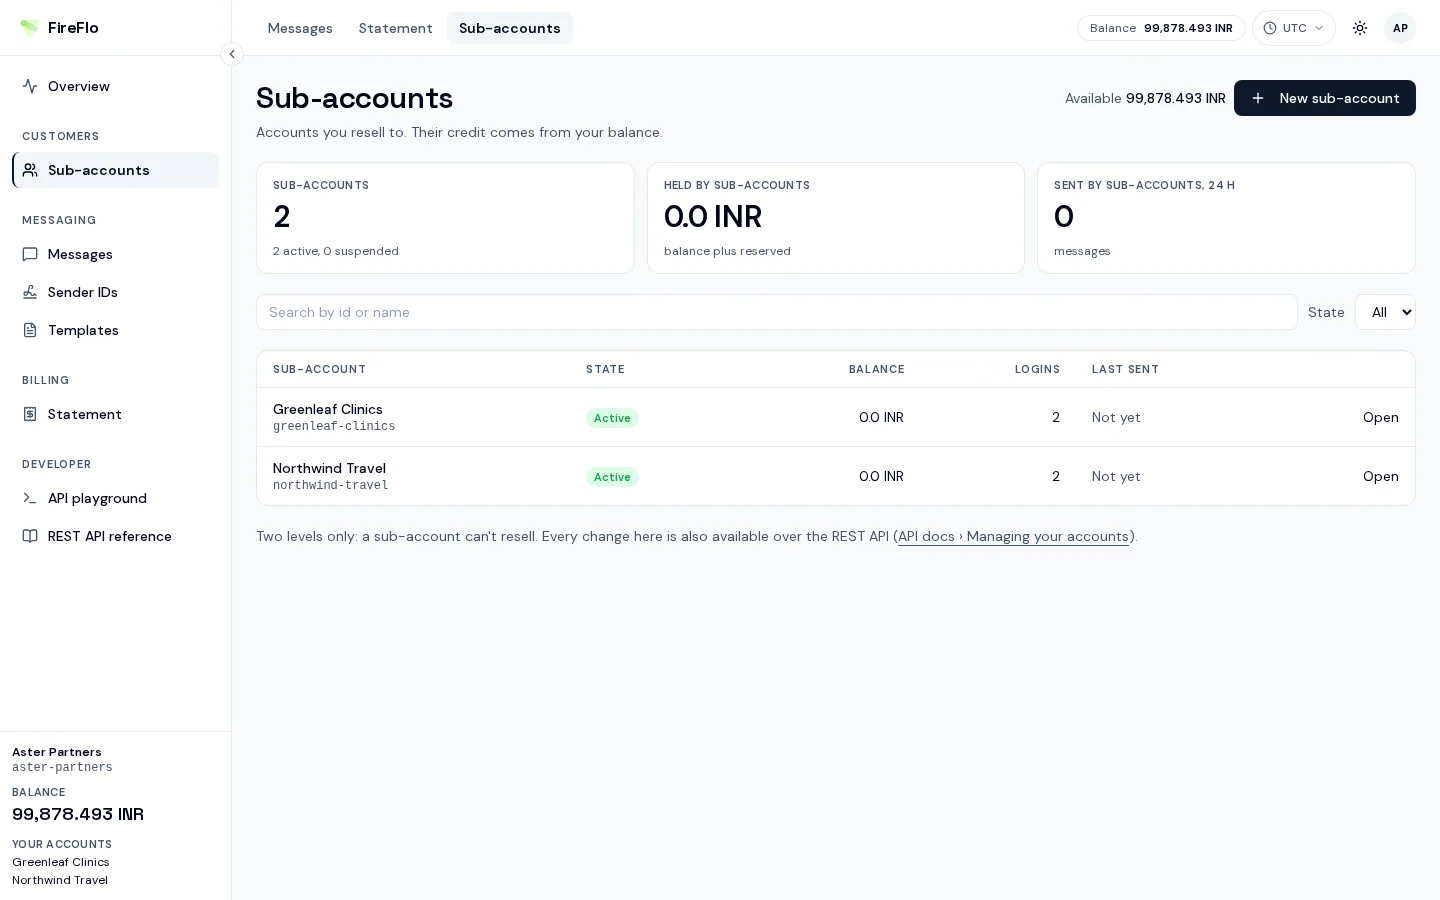 FireFlo
Messages
Statement
Sub-accounts
Balance 99,878.493 INR
UTC
AP
Overview
CUSTOMERS
Sub-accounts
MESSAGING
Messages
Sender IDs
Templates
BILLING
Statement
DEVELOPER
API playground
REST API reference
Aster Partners
aster-partners
BALANCE
99,878.493 INR
YOUR ACCOUNTS
Greenleaf Clinics
Northwind Travel
Sub-accounts
Available 99,878.493 INR
New sub-account
Accounts you resell to. Their credit comes from your balance.
SUB-ACCOUNTS
2
2 active, 0 suspended
HELD BY SUB-ACCOUNTS
0.0 INR
balance plus reserved
SENT BY SUB-ACCOUNTS, 24 H
0
messages
Search by id or name
State
All
SUB-ACCOUNT STATE BALANCE LOGINS LAST SENT
Greenleaf Clinics
greenleaf-clinics
Active 0.0 INR 2 Not yet Open
Northwind Travel
northwind-travel
Active 0.0 INR 2 Not yet Open
Two levels only: a sub-account can't resell. Every change here is also available over the REST API (API docs › Managing your accounts).